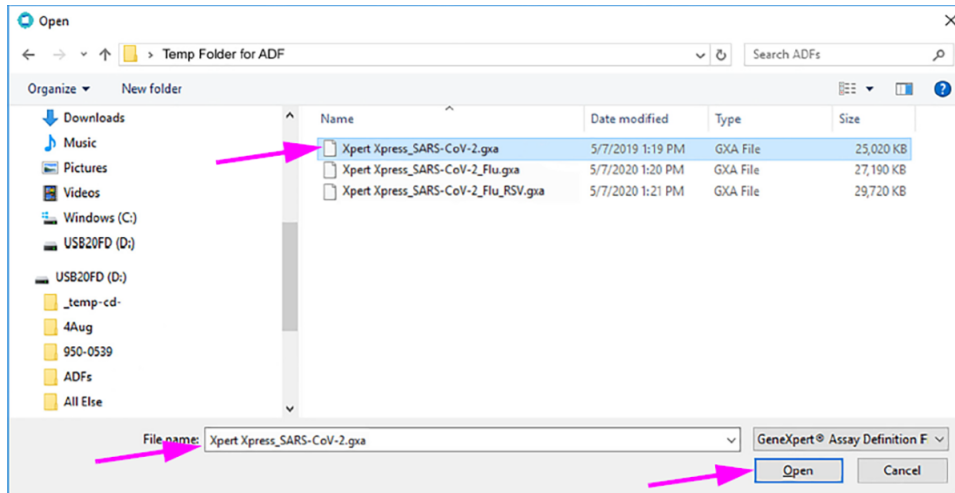 Open
Temp Folder for ADF
Search ADFs
Organize
New folder
Downloads
Music
Pictures
Videos
Windows (C:)
USB20FD (D:)
USB20FD (D:)
_temp-cd-
4Aug
950-0539
ADFs
All Else
Name Date modified Type Size
Xpert Xpress_SARS-CoV-2.gxa 5/7/2019 1:19 PM GXA File 25,020 KB
Xpert Xpress_SARS-CoV-2_Flu.gxa 5/7/2020 1:20 PM GXA File 27,190 KB
Xpert Xpress_SARS-CoV-2_Flu_RSV.gxa 5/7/2020 1:21 PM GXA File 29,720 KB
File name: Xpert Xpress_SARS-CoV-2.gxa
GeneXpert® Assay Definition F
Open
Cancel